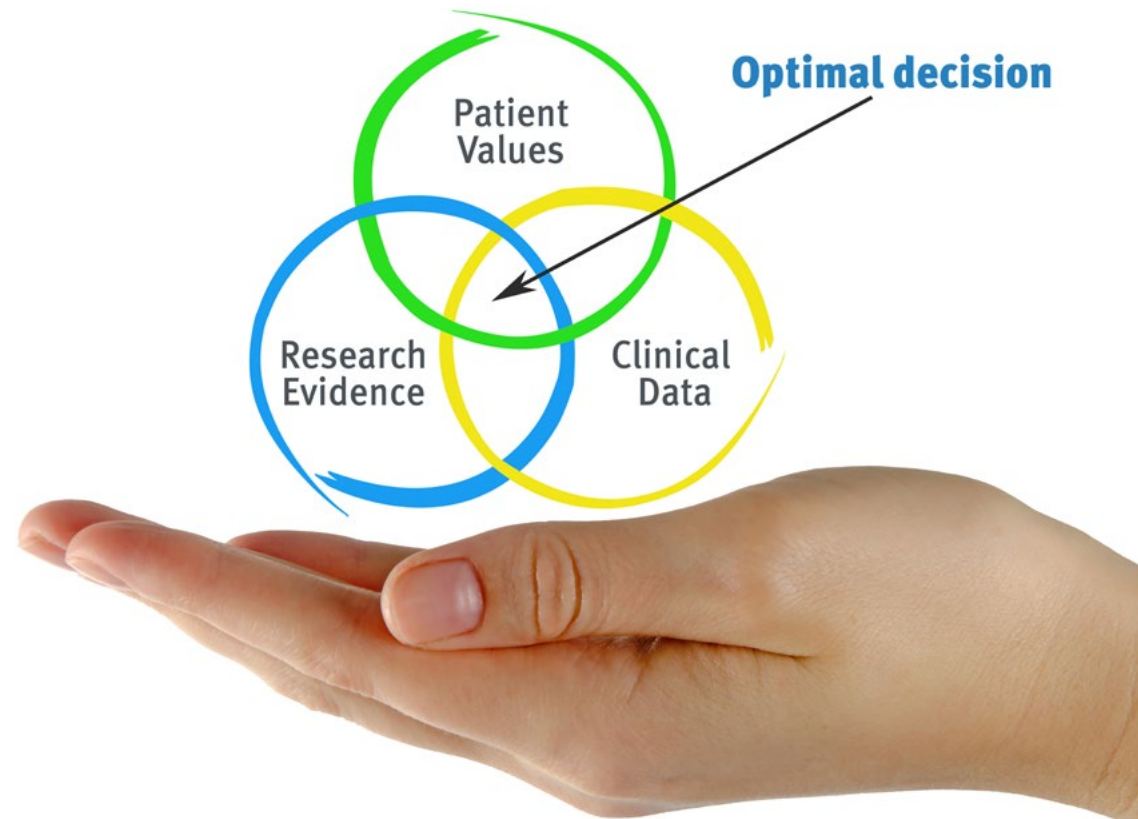 Optimal decision
Patient
Values
Research
Evidence
Clinical
Data